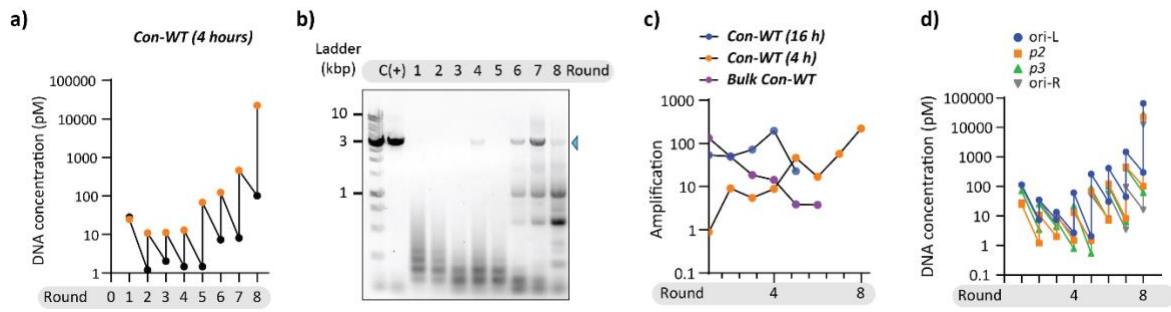 a)
Con-WT (4 hours)
DNA concentration (pM)
100000
10000
1000
100
10
1
Round 0 1 2 3 4 5 6 7 8
b)
Ladder
(kbp) C(+) 1 2 3 4 5 6 7 8 Round
10
3
1
c)
Con-WT (16 h)
Con-WT (4 h)
Bulk Con-WT
Amplification
1000
100
10
1
0.1
Round 4 8
d)
ori-L
p2
p3
ori-R
DNA concentration (pM)
100000
10000
1000
100
10
1
0.1
Round 4 8